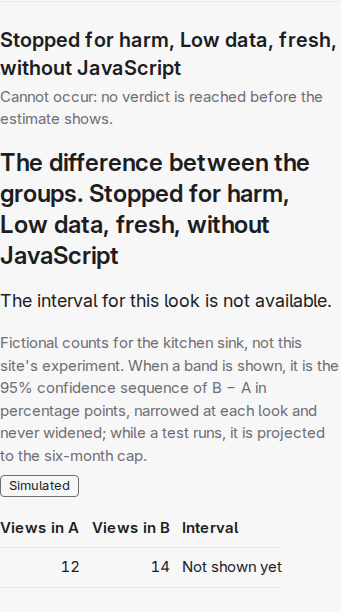 Stopped for harm, Low data, fresh,
without JavaScript
Cannot occur: no verdict is reached before the
estimate shows.
The difference between the
groups. Stopped for harm,
Low data, fresh, without
JavaScript
The interval for this look is not available.
Fictional counts for the kitchen sink, not this
site's experiment. When a band is shown, it is the
95% confidence sequence of B − A in
percentage points, narrowed at each look and
never widened; while a test runs, it is projected
to the six-month cap.
Simulated
Views in A Views in B Interval
12 14 Not shown yet